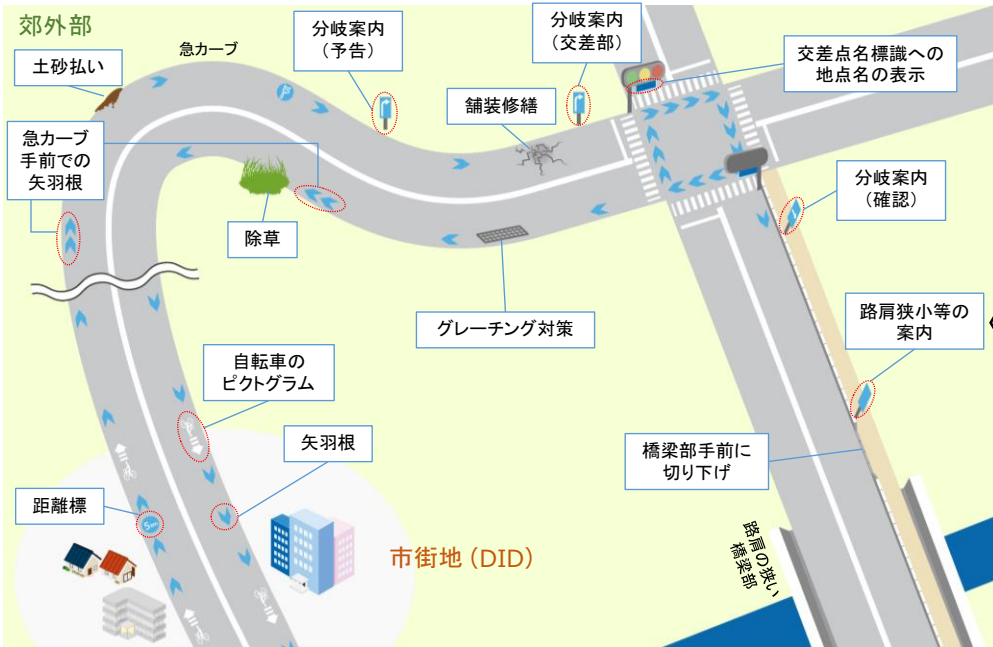 郊外部
土砂払い
急カーブ
分岐案内
（予告）
分岐案内
（交差部）
交差点名標識への
地点名の表示
舗装修繕
急カーブ
手前での
矢羽根
除草
分岐案内
（確認）
グレーチング対策
路肩狭小等の
案内
自転車の
ピクトグラム
矢羽根
橋梁部手前に
切り下げ
距離標
市街地（DID）
路肩の狭い
橋梁部